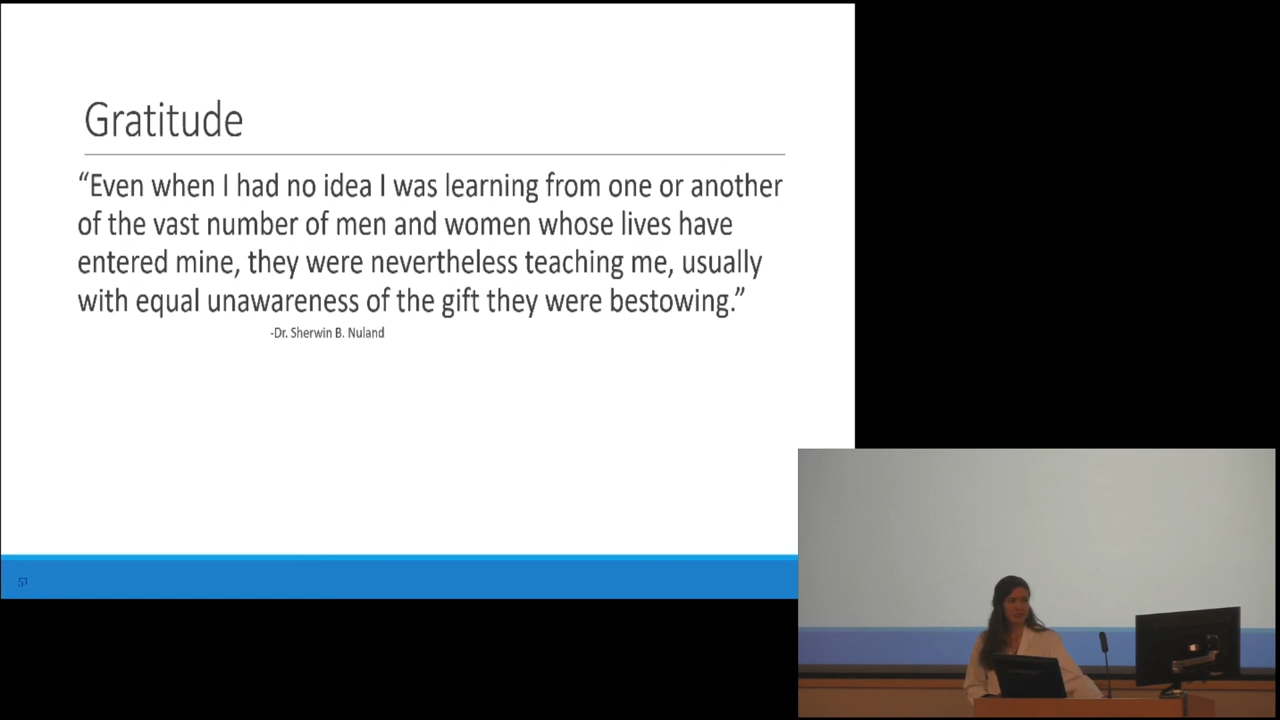 Gratitude
“Even when I had no idea I was learning from one or another
of the vast number of men and women whose lives have
entered mine, they were nevertheless teaching me, usually
with equal unawareness of the gift they were bestowing.”
-Dr. Sherwin B. Nuland
51